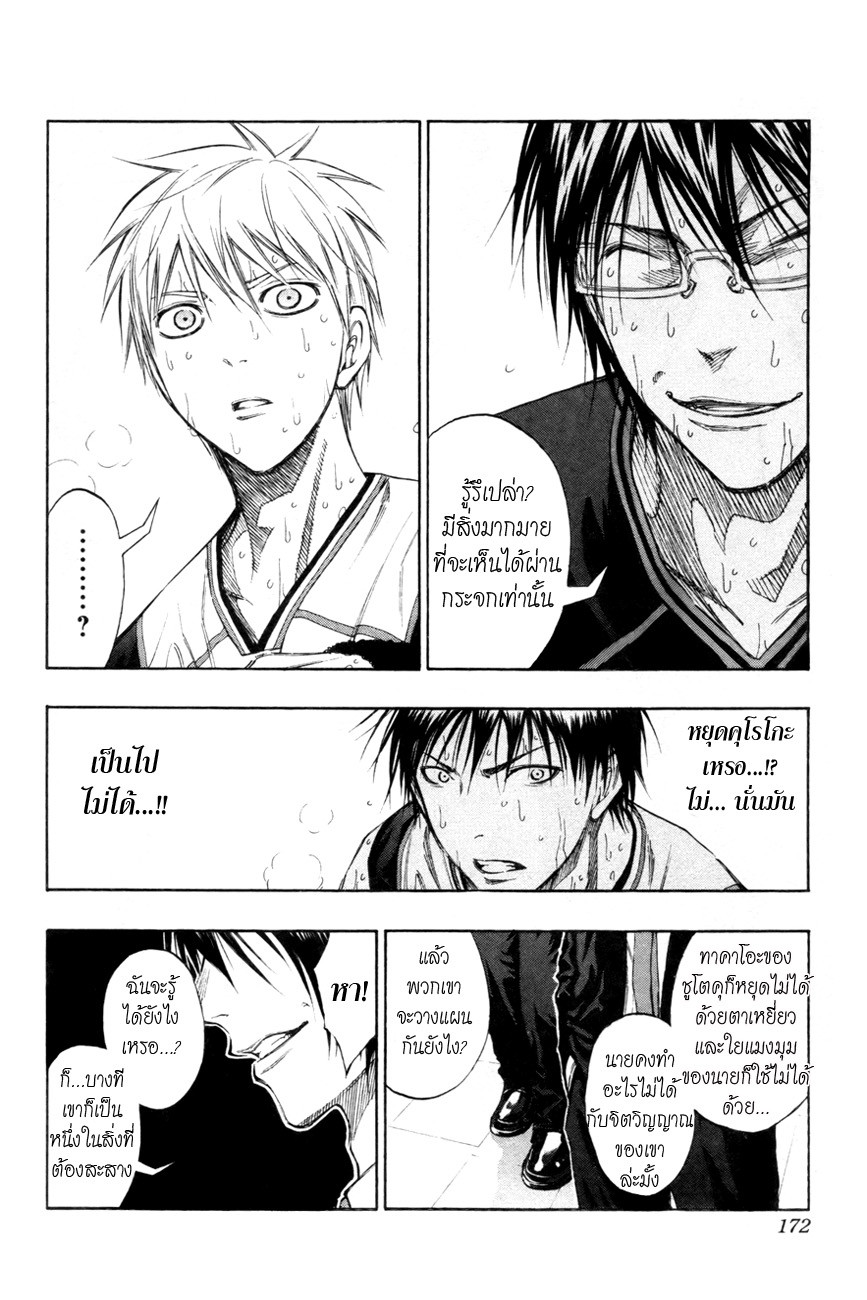 รู้รึเปล่า?
มีสิ่งมากมาย
ที่จะเห็นได้ผ่าน
กระจกเท่านั้น
.........?
หยุดคุโรโกะ
เหรอ...!?
ไม่... นั่นมัน
เป็นไป
ไม่ได้...!!
ทาคาโอะของ
ชูโตคุก็หยุดไม่ได้
ด้วยตาเหยี่ยว
และใยแมงมุม
ของนายก็ใช้ไม่ได้
ด้วย...
นายคงทำ
อะไรไม่ได้
กับจิตวิญญาณ
ของเขา
ล่ะมั้ง
แล้ว
พวกเขา
จะวางแผน
กันยังไง?
หา!
ฉันจะรู้
ได้ยังไง
เหรอ...?
ก็...บางที
เขาก็เป็น
หนึ่งในสิ่งที่
ต้องสะสาง
172